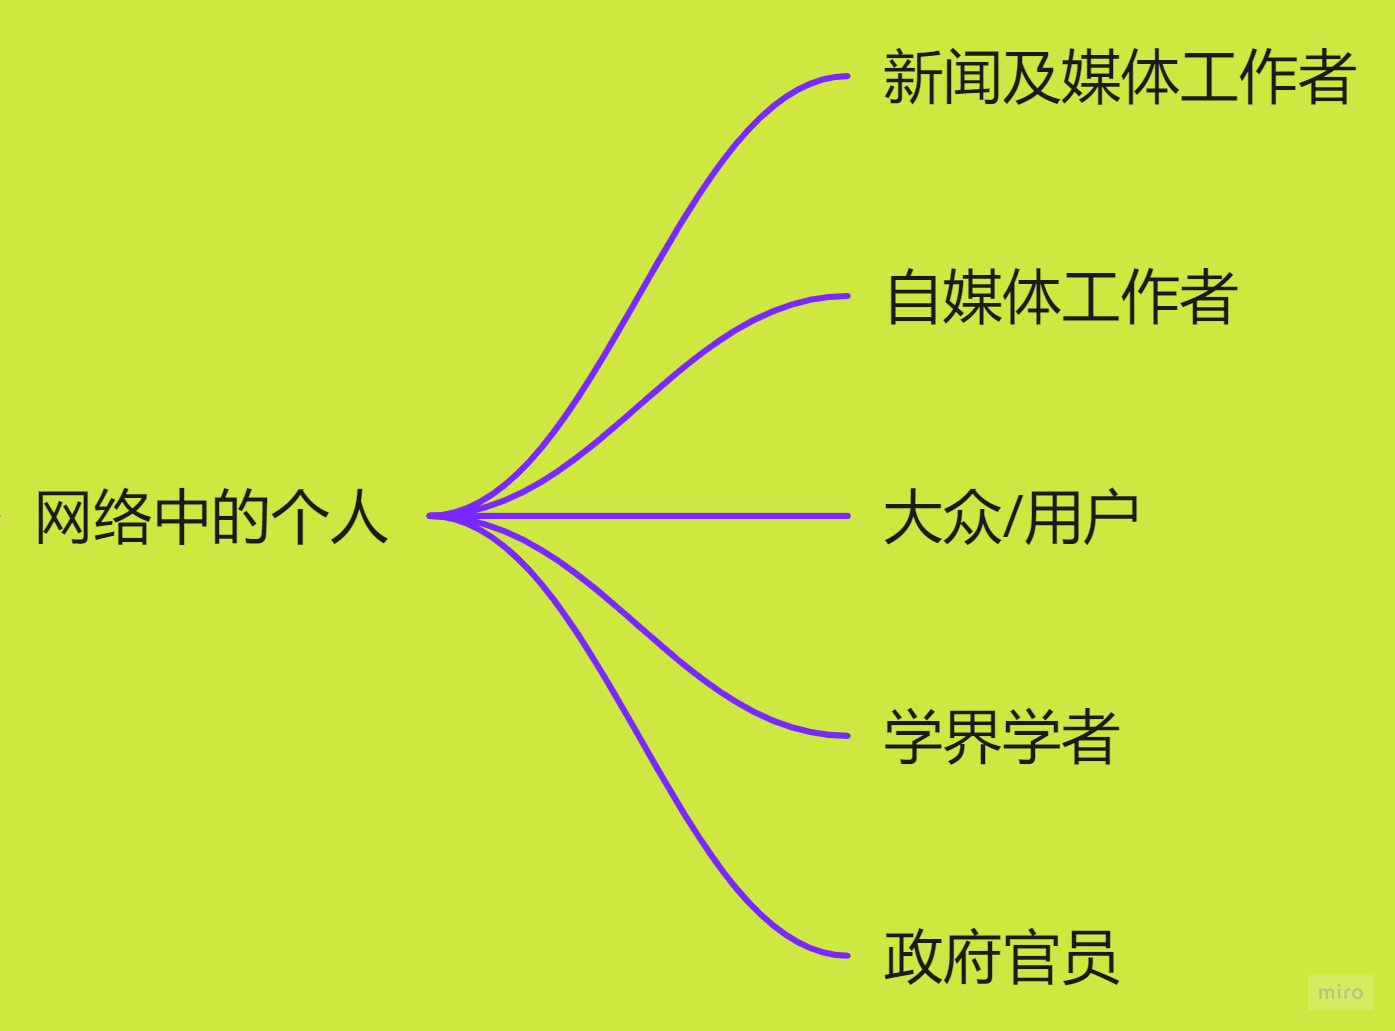 新闻及媒体工作者
自媒体工作者
网络中的个人
大众/用户
学界学者
政府官员
miro